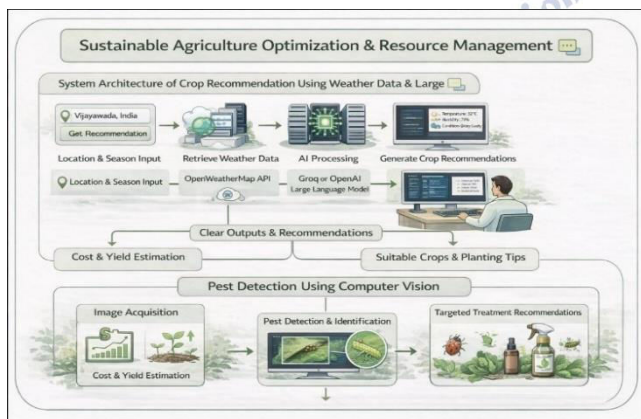 Sustainable Agriculture Optimization & Resource Management
System Architecture of Crop Recommendation Using Weather Data & Large
Vijayawada, India
Get Recommendation
Location & Season Input
Retrieve Weather Data
AI Processing
Generate Crop Recommendations
Location & Season Input
OpenWeatherMap API
Groq or OpenAI
Large Language Model
Clear Outputs & Recommendations
Cost & Yield Estimation
Suitable Crops & Planting Tips
Pest Detection Using Computer Vision
Image Acquisition
Cost & Yield Estimation
Pest Detection & Identification
Targeted Treatment Recommendations